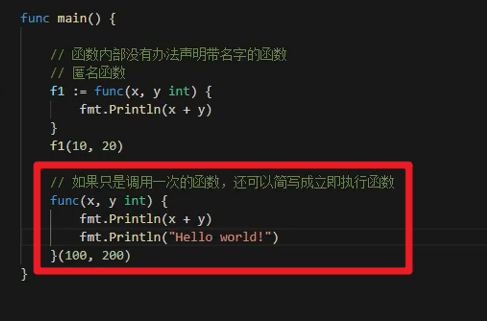 func main() {
// 函数内部没有办法声明带名字的函数
// 匿名函数
f1 := func(x, y int) {
fmt.Println(x + y)
}
f1(10, 20)
// 如果只是调用一次的函数，还可以简写成立即执行函数
func(x, y int) {
fmt.Println(x + y)
fmt.Println("Hello world!")
}(100, 200)
}